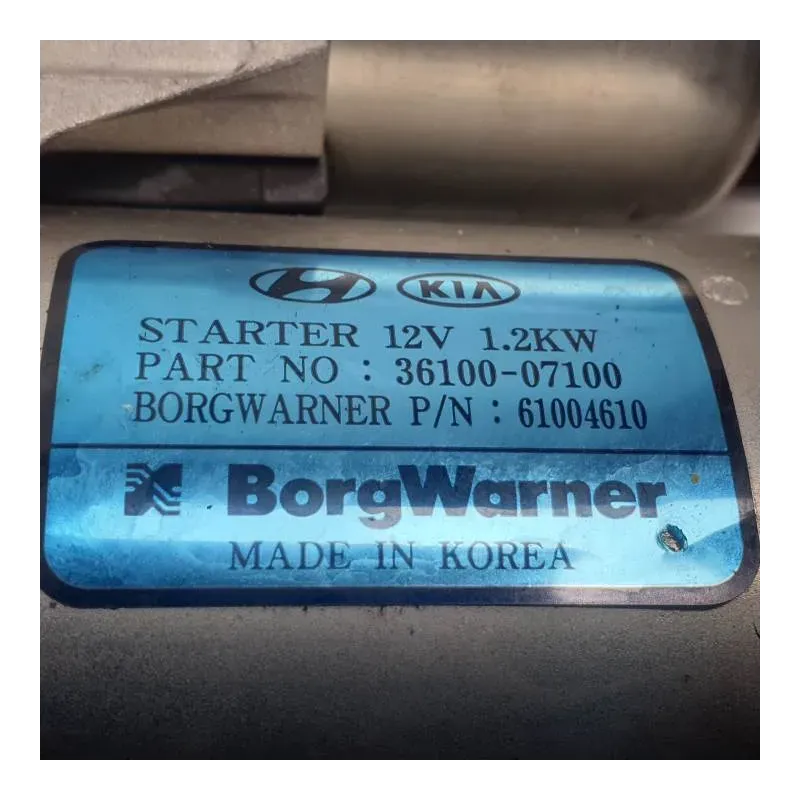 KIA
STARTER 12V 1.2KW
PART NO : 36100-07100
BORGWARNER P/N : 61004610
BorgWarner
MADE IN KOREA